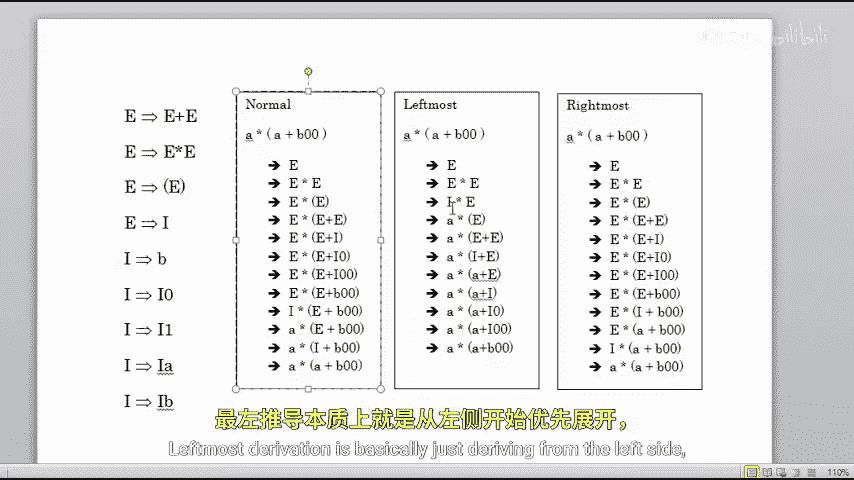 E ⇒ E+E
E ⇒ E*E
E ⇒ (E)
E ⇒ I
I ⇒ b
I ⇒ I0
I ⇒ I1
I ⇒ Ia
I ⇒ Ib
Normal
a * ( a + b00 )
➔ E
➔ E * E
➔ E * (E)
➔ E * (E+E)
➔ E * (E+I)
➔ E * (E+I0)
➔ E * (E+I00)
➔ E * (E+b00)
➔ I * (E + b00)
➔ a * (E + b00)
➔ a * (I + b00)
➔ a * (a + b00)
Leftmost
a * ( a + b00 )
➔ E
➔ E * E
➔ I * E
➔ a * (E)
➔ a * (E+E)
➔ a * (I+E)
➔ a * (a+E)
➔ a * (a+I)
➔ a * (a+I0)
➔ a * (a+I00)
➔ a * (a+b00)
Rightmost
a * ( a + b00 )
➔ E
➔ E * E
➔ E * (E)
➔ E * (E+E)
➔ E * (E+I)
➔ E * (E+I0)
➔ E * (E+I00)
➔ E * (E+b00)
➔ E * (I + b00)
➔ E * (a + b00)
➔ I * (a + b00)
➔ a * (a + b00)
最左推导本质上就是从左侧开始优先展开，
Leftmost derivation is basically just deriving from the left side,
110%
bilibili